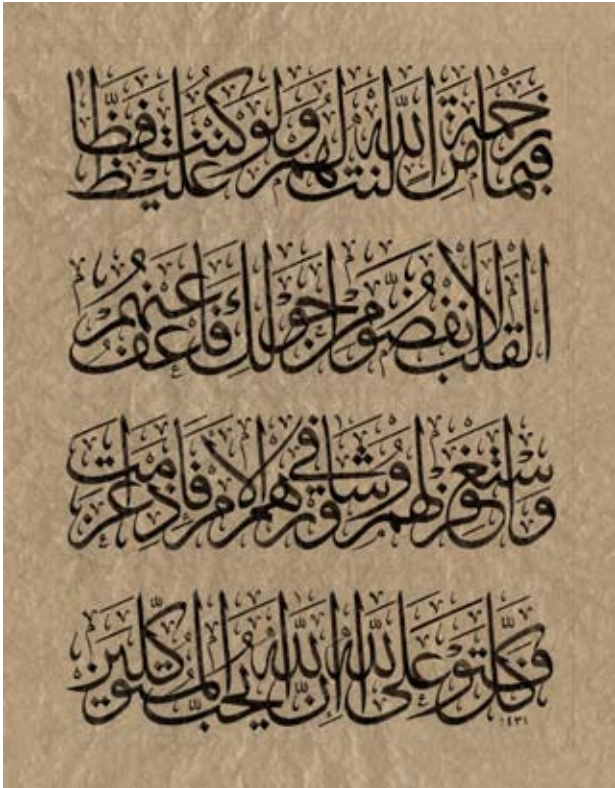 فبما رحمة من الله لنت لهم ولو كنت فظا غليظ
القلب لانفضوا من حولك فاعف عنهم
واستغفر لهم وشاورهم في الامر فإذا عزمت
فتوكل على الله إن الله يحب المتوكلين
١٤٣١